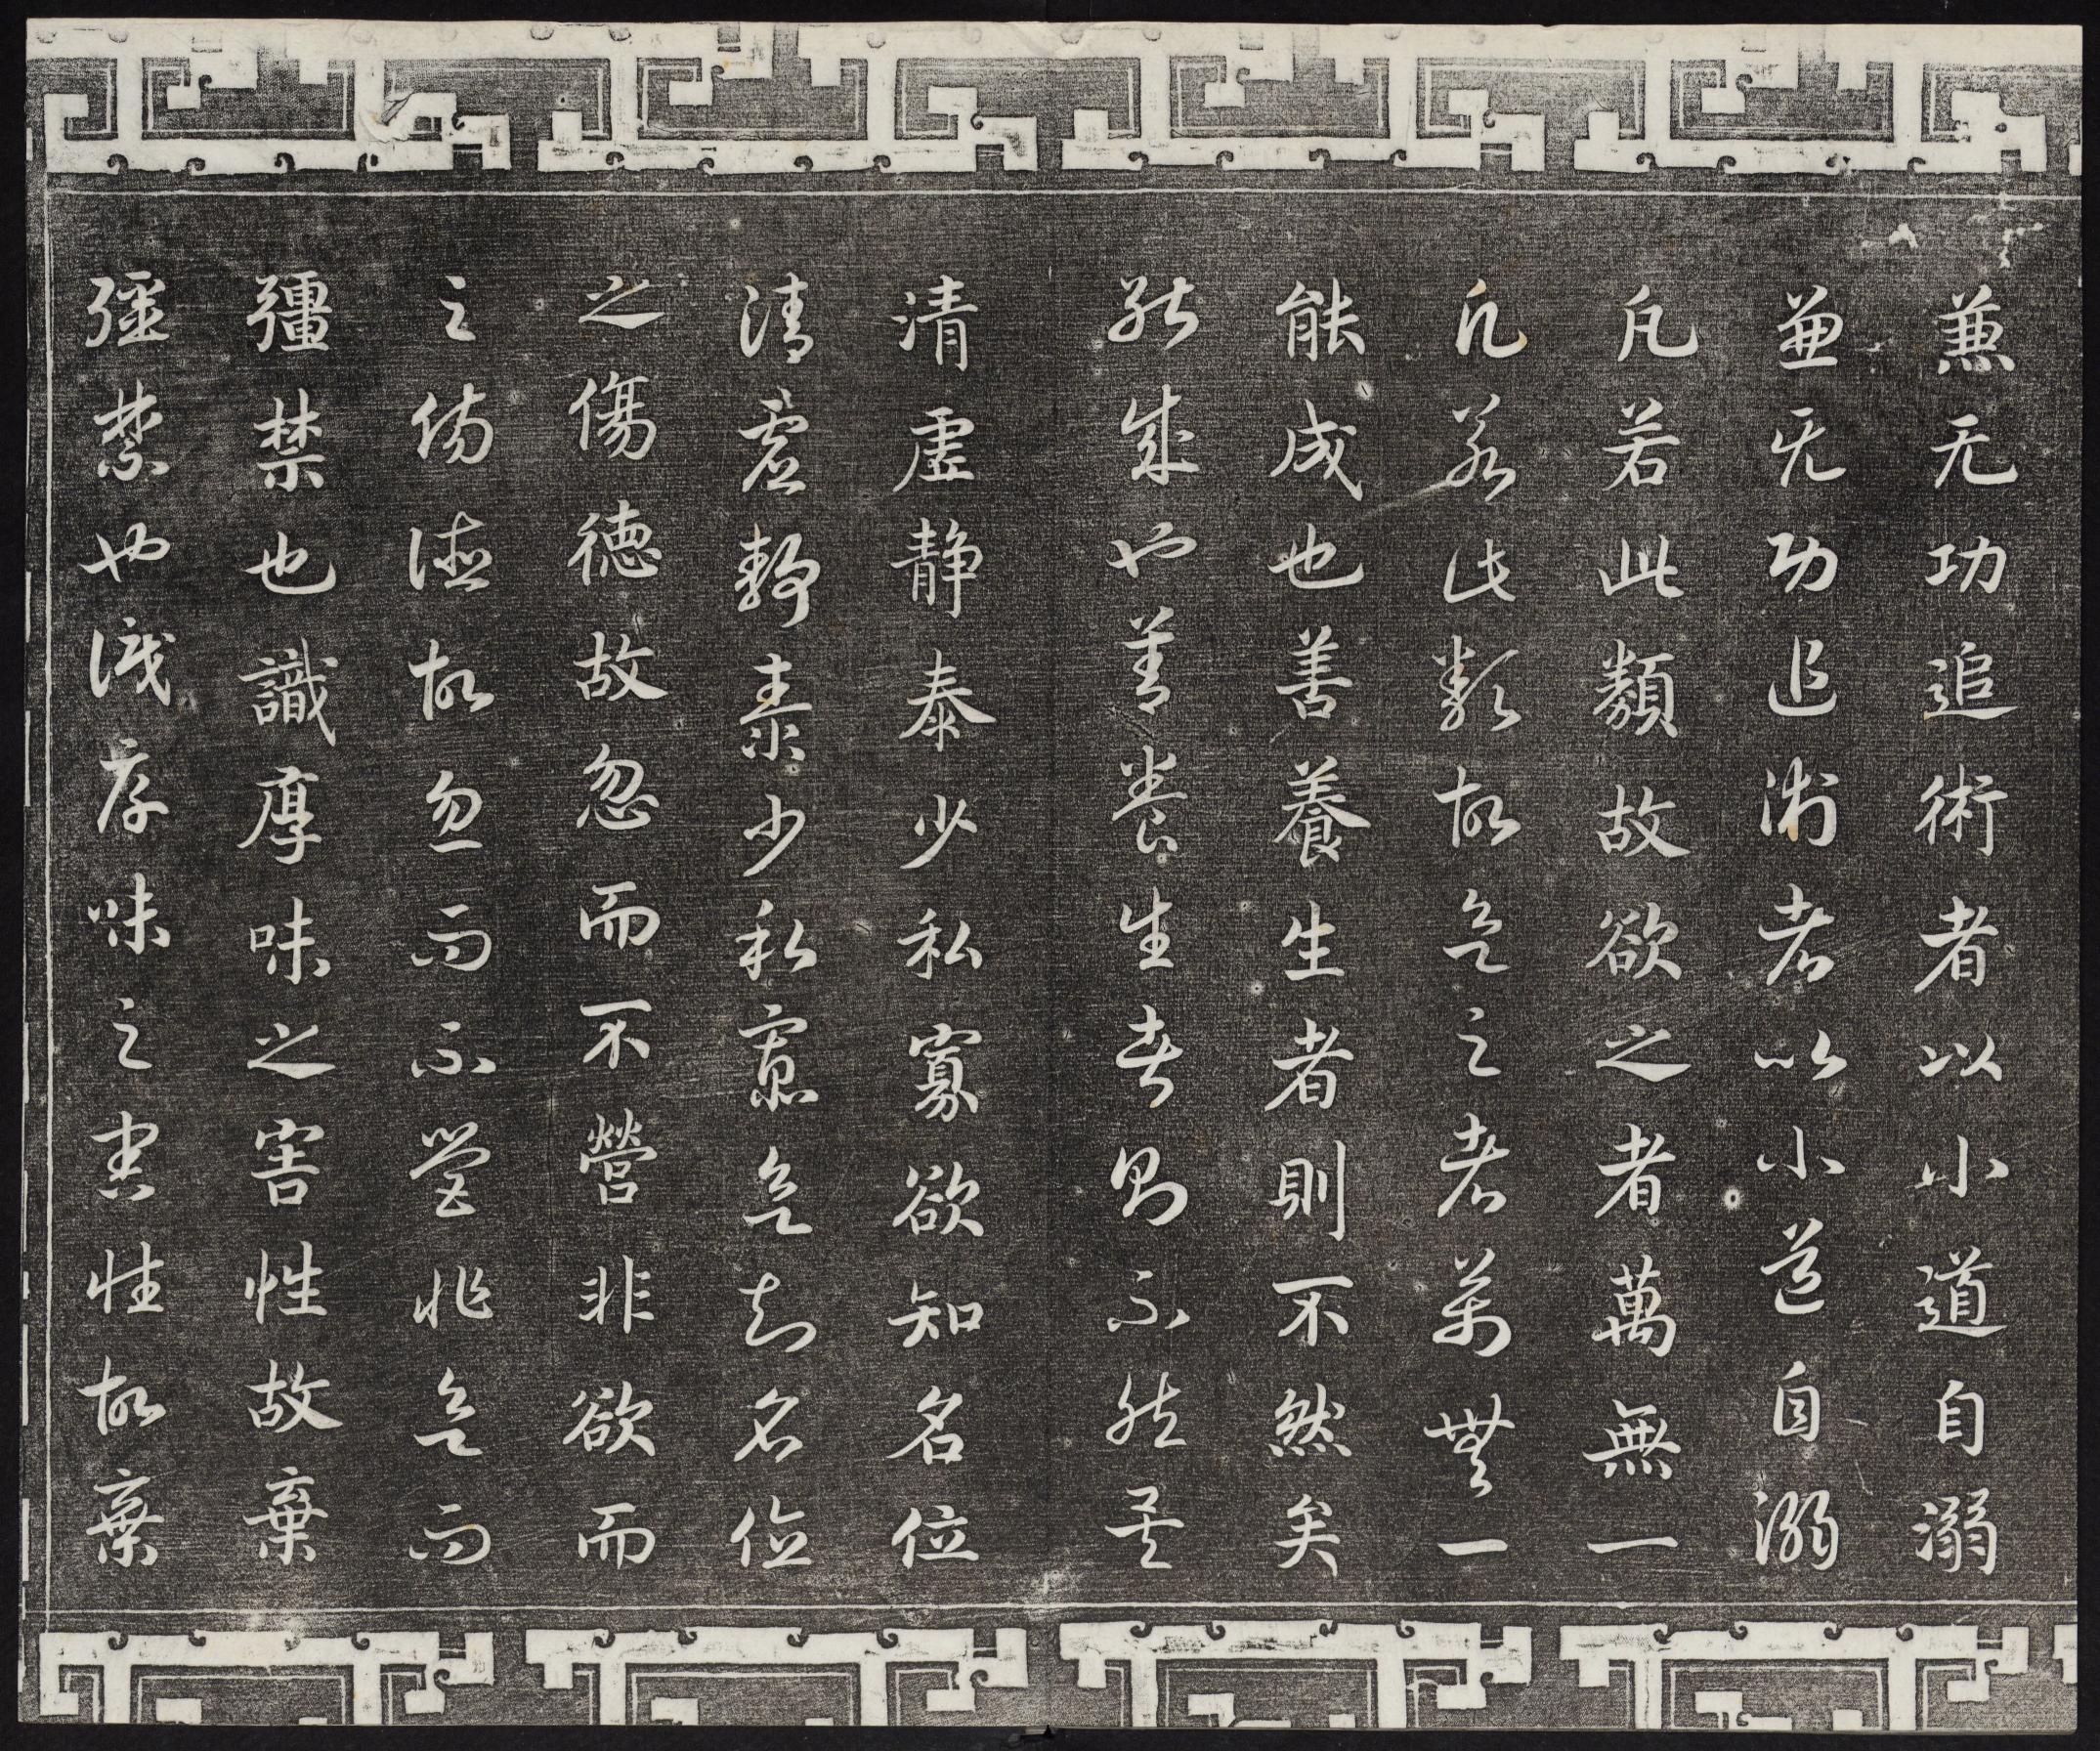 兼无功追術者以小道自溺
兼无功追術者以小道自溺
凡若此類故欲之者萬無一
凡若此類故欲之者萬無一
能成也善養生者則不然矣
能成也善養生者則不然矣
清虛静泰少私寡欲知名位
清虛静泰少私寡欲知名位
之傷德故忽而不營非欲而
之傷德故忽而不營非欲而
彊禁也識厚味之害性故棄
彊禁也識厚味之害性故棄